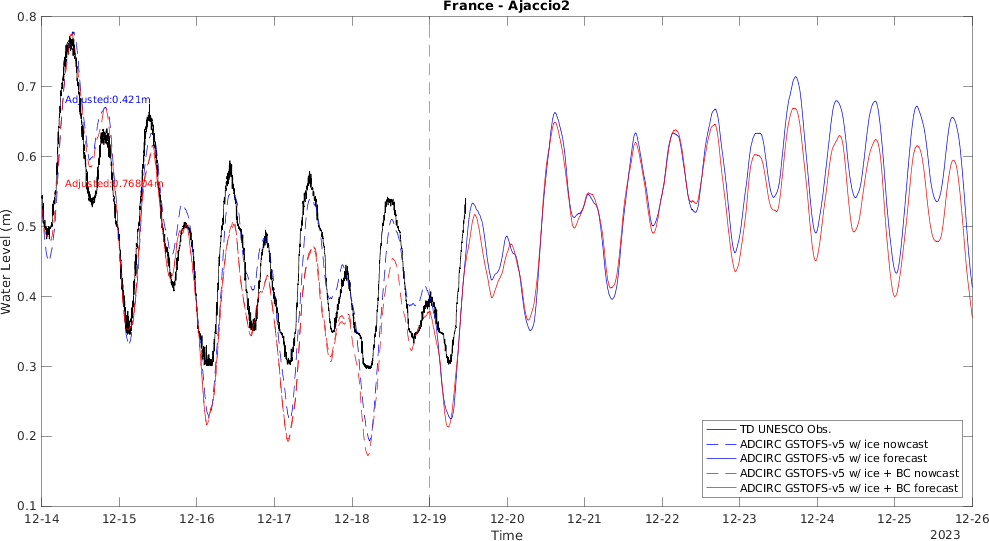 France - Ajaccio2
Water Level (m)
0.8
0.7
0.6
0.5
0.4
0.3
0.2
0.1
Adjusted:0.421m
Adjusted:0.76804m
TD UNESCO Obs.
ADCIRC GSTOFS-v5 w/ ice nowcast
ADCIRC GSTOFS-v5 w/ ice forecast
ADCIRC GSTOFS-v5 w/ ice + BC nowcast
ADCIRC GSTOFS-v5 w/ ice + BC forecast
12-14 12-15 12-16 12-17 12-18 12-19 12-20 12-21 12-22 12-23 12-24 12-25 12-26
Time
2023